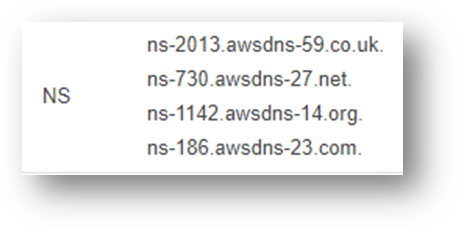 NS
ns-2013.awsdns-59.co.uk.
ns-730.awsdns-27.net.
ns-1142.awsdns-14.org.
ns-186.awsdns-23.com.